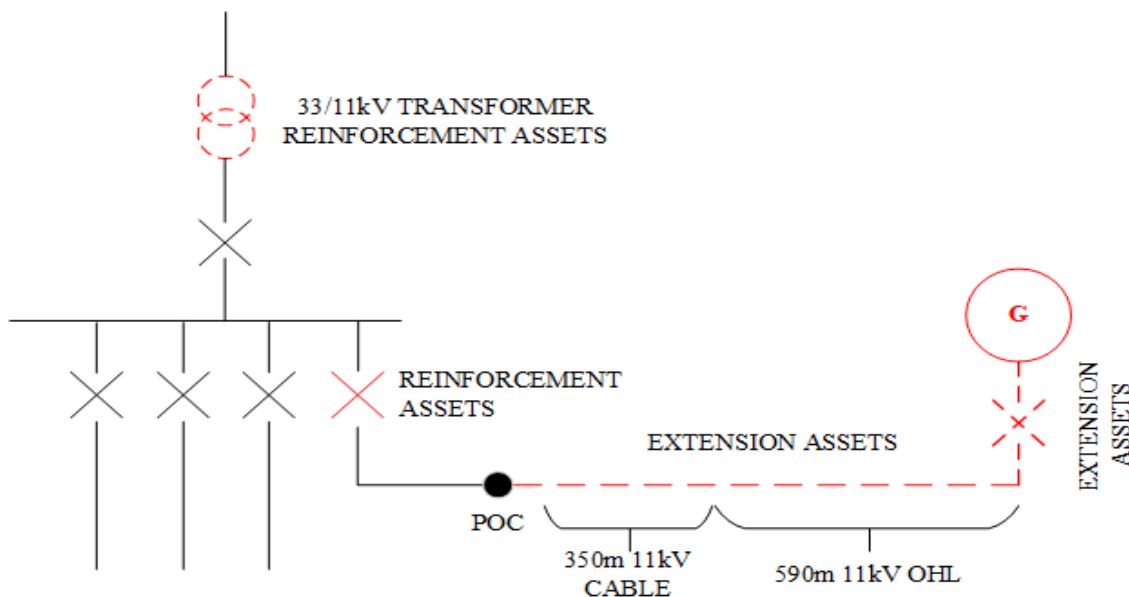 33/11kV TRANSFORMER
REINFORCEMENT ASSETS
G
REINFORCEMENT
ASSETS
EXTENSION ASSETS
EXTENSION
ASSETS
POC
350m 11kV
CABLE
590m 11kV OHL